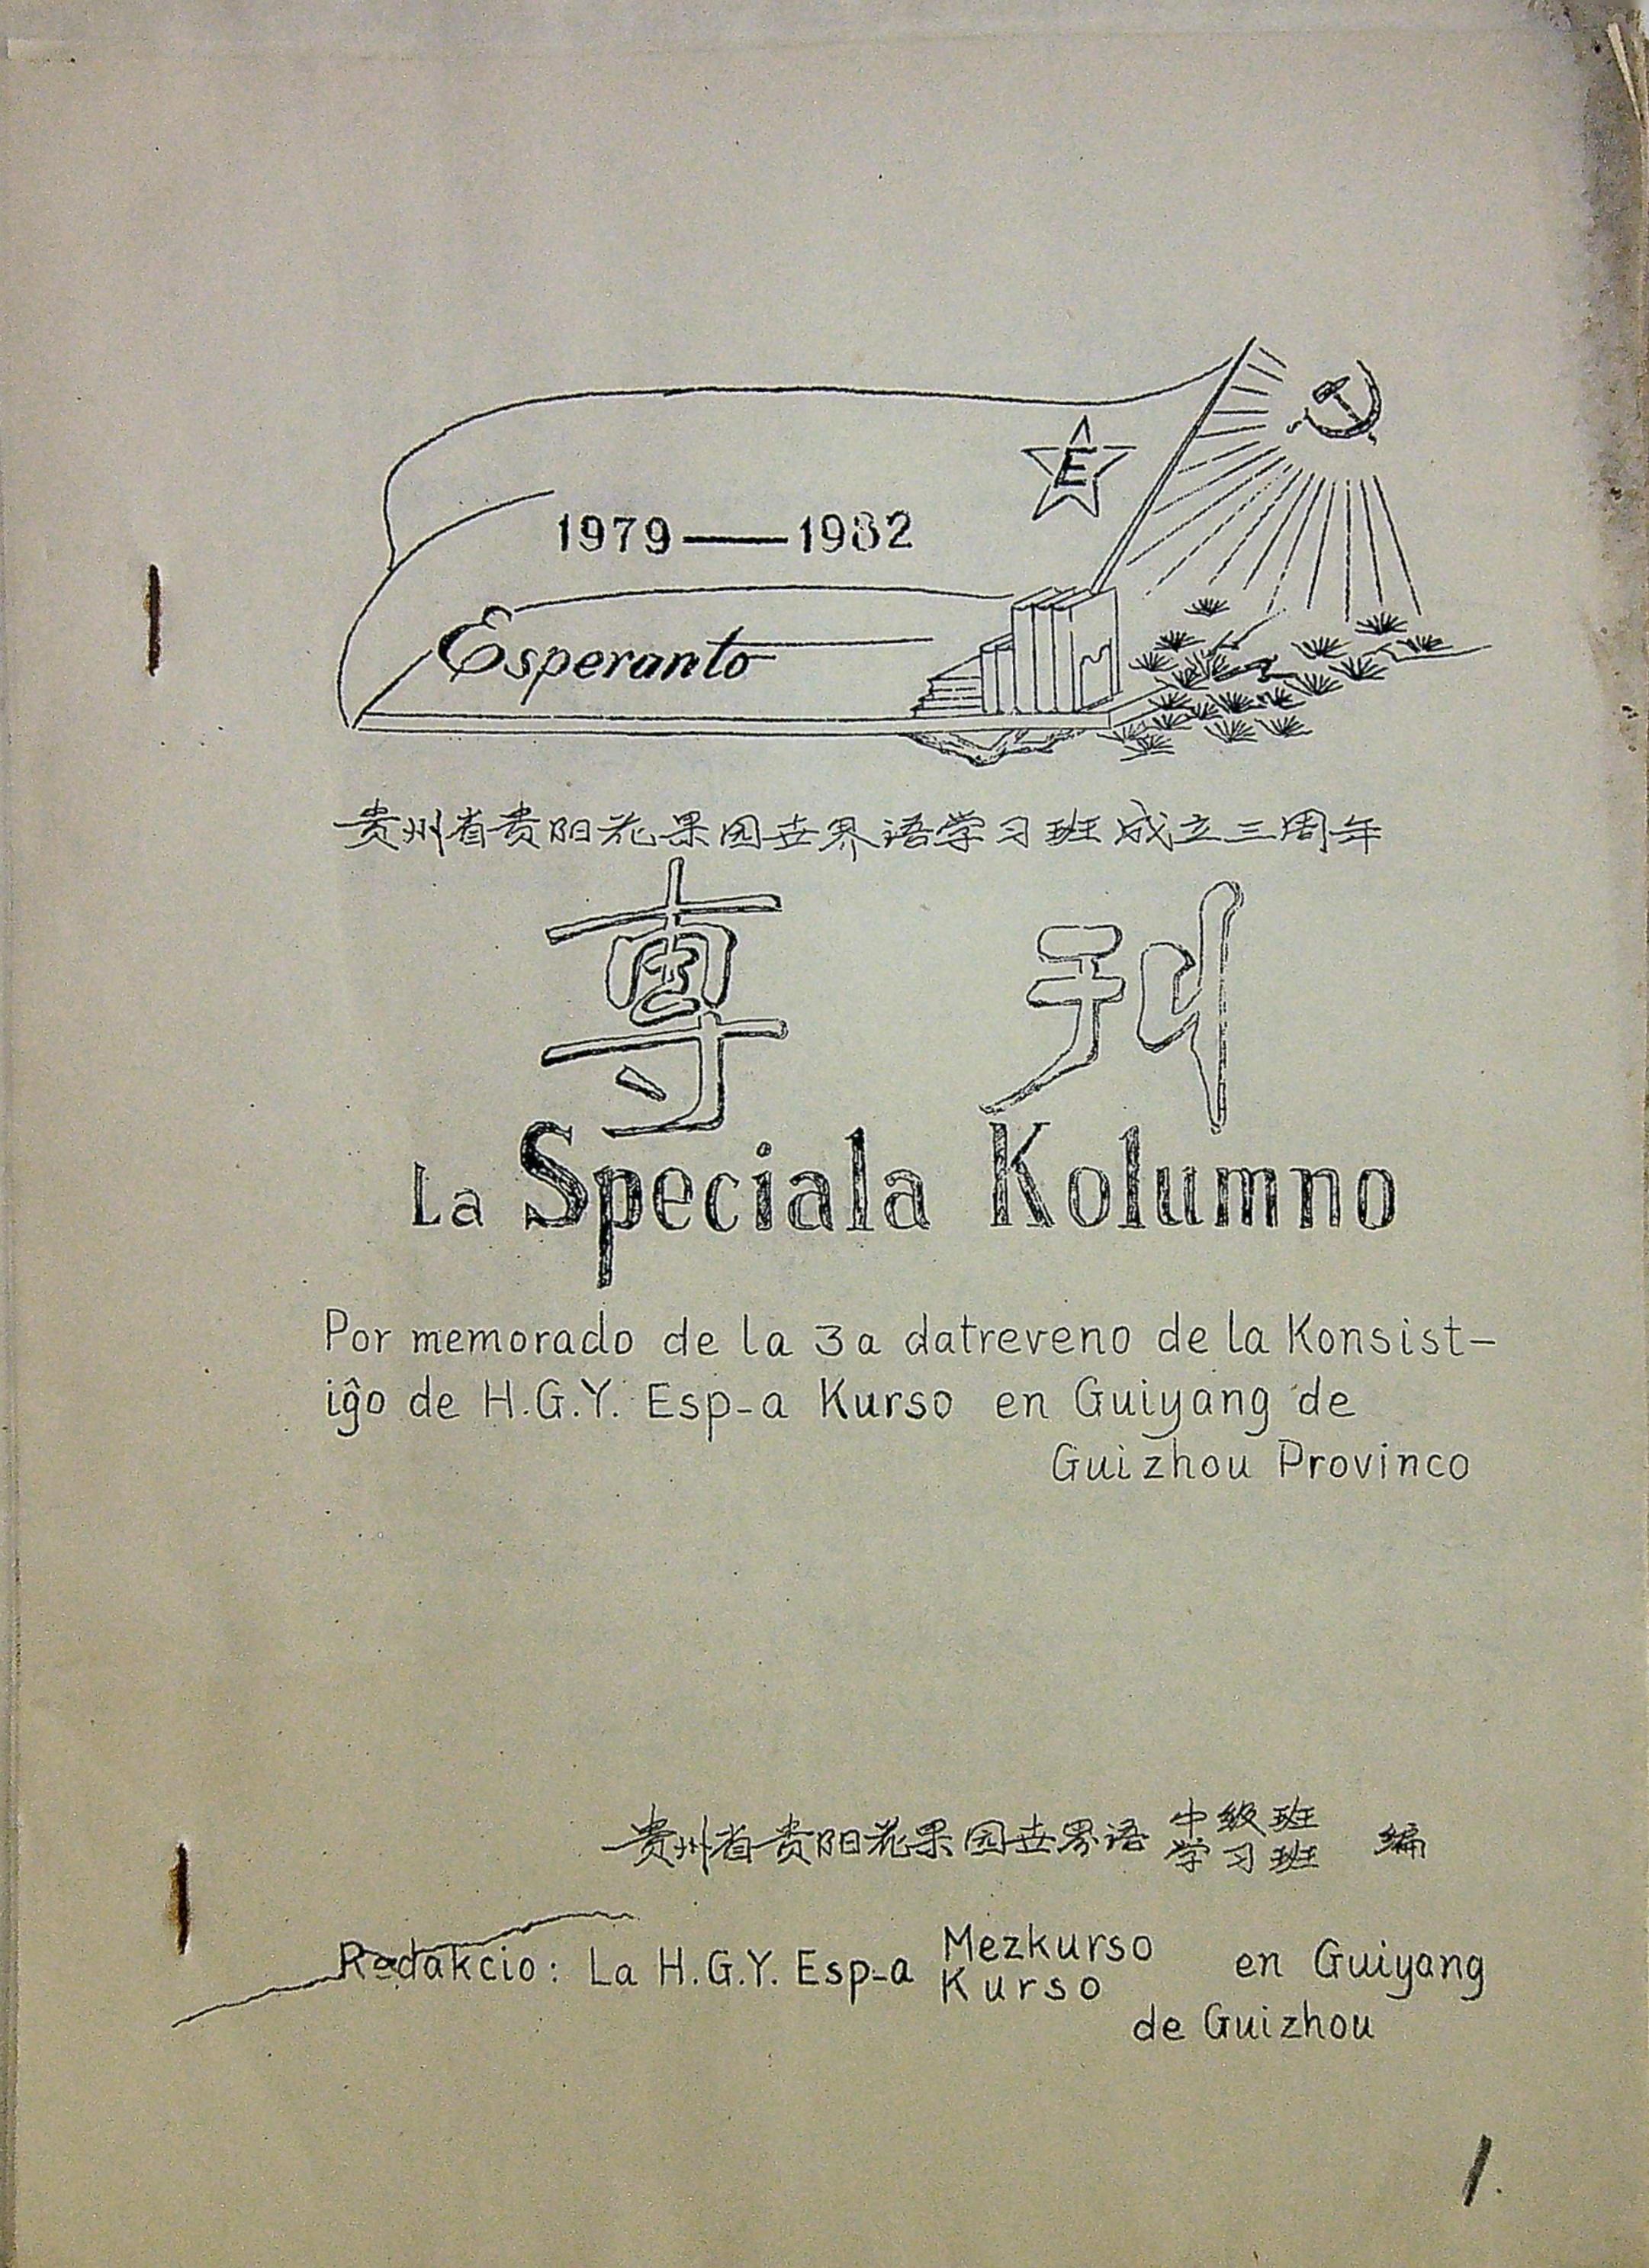 E
1979——1982
Esperanto
贵州省贵阳花果园世界语学习班成立三周年
専刊
La Speciala Kolumno
Por memorado de la 3a datreveno de la Konsist-
iĝo de H.G.Y. Esp-a Kurso en Guiyang de
Guizhou Provinco
贵州省贵阳花果园世界语 中级班 学习班 编
Redakcio: La H.G.Y. Esp-a Mezkurso Kurso en Guiyang
de Guizhou
1.